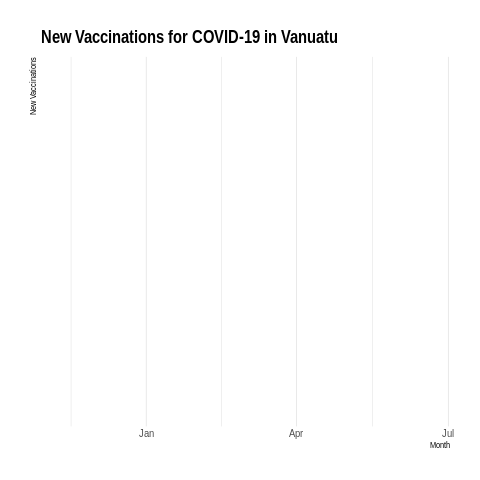 New Vaccinations for COVID-19 in Vanuatu
New Vaccinations
Jan
Apr
Jul
Month